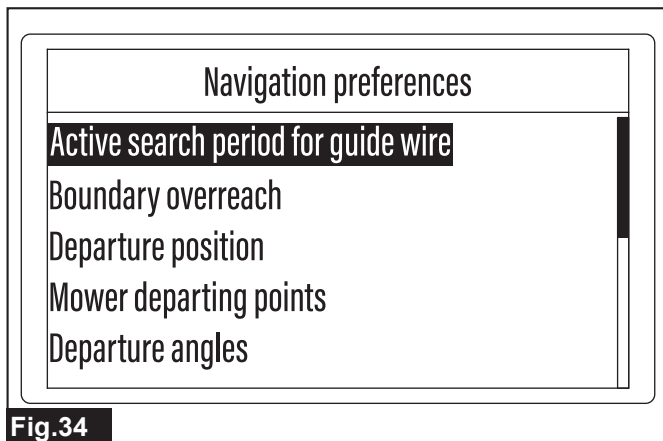 Navigation preferences
Active search period for guide wire
Boundary overreach
Departure position
Mower departing points
Departure angles
Fig.34